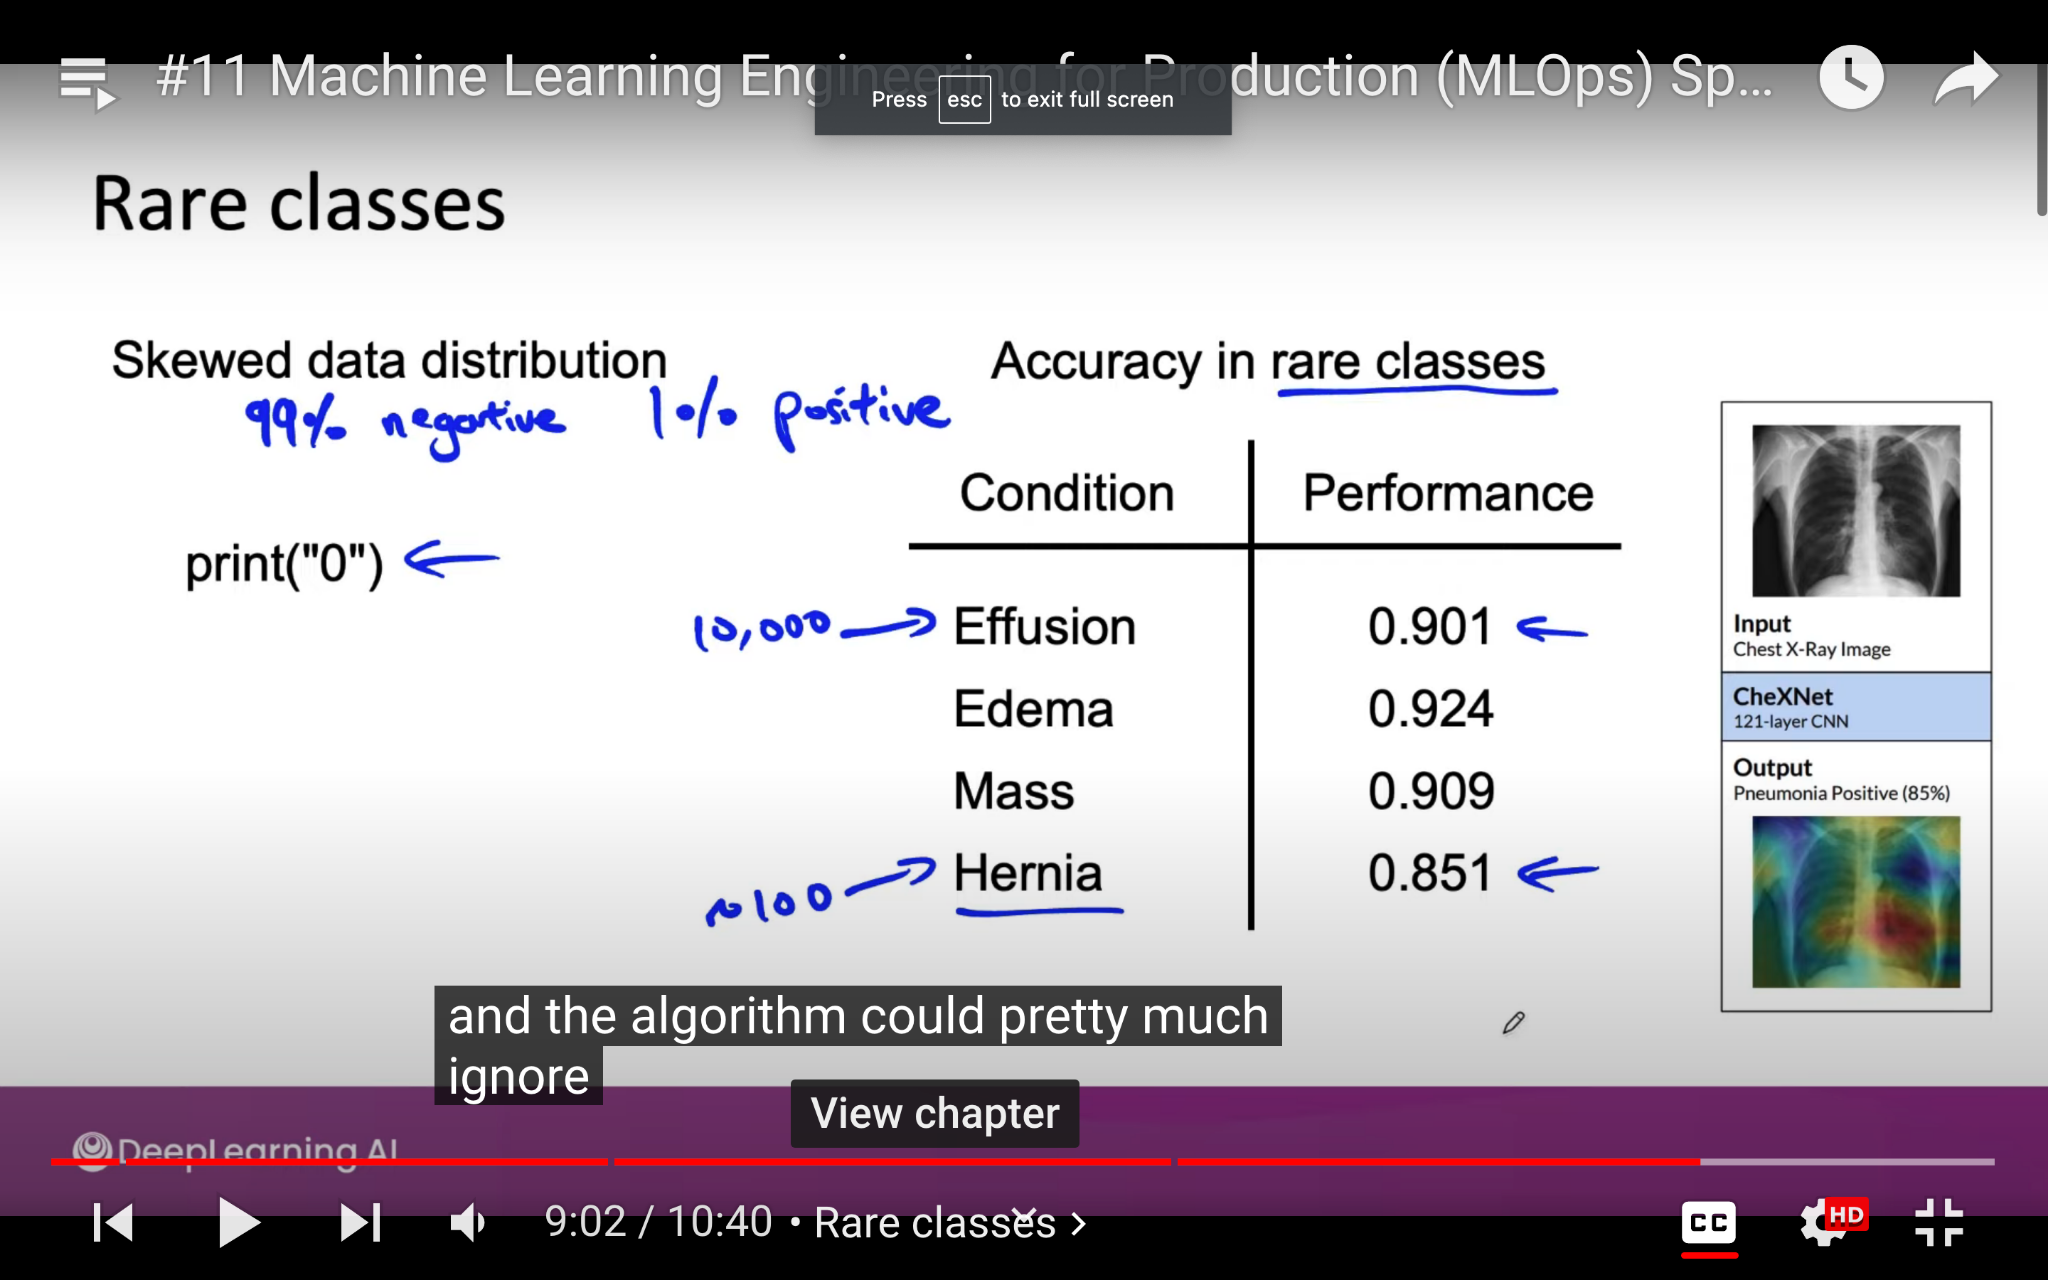 #11 Machine Learning Engineering for Production (MLOps) Sp...
Press esc to exit full screen
Rare classes
Skewed data distribution
99% negative 1% positive
print("0")
Accuracy in rare classes
Condition Performance
10,000 Effusion 0.901
Edema 0.924
Mass 0.909
~100 Hernia 0.851
Input
Chest X-Ray Image
CheXNet
121-layer CNN
Output
Pneumonia Positive (85%)
and the algorithm could pretty much
ignore
View chapter
DeepLearning.AI
9:02 / 10:40 • Rare classes >
CC
HD